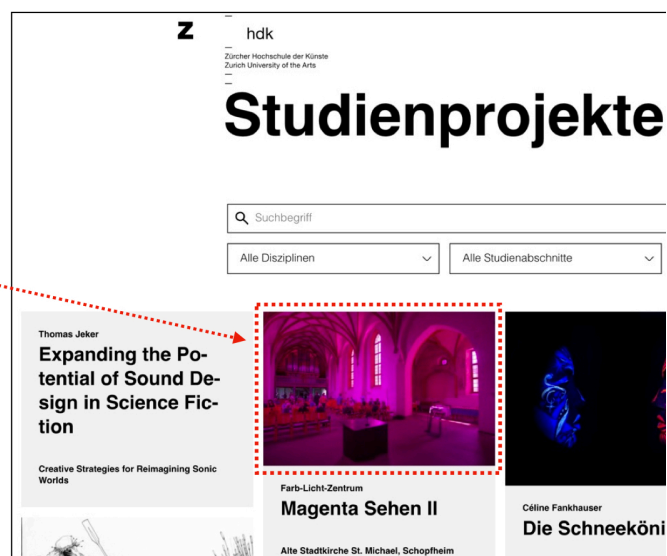 Z
hdk
Zürcher Hochschule der Künste
Zurich University of the Arts
Studienprojekte
Suchbegriff
Alle Disziplinen
Alle Studienabschnitte
Thomas Jeker
Expanding the Po-
tential of Sound De-
sign in Science Fic-
tion
Creative Strategies for Reimagining Sonic
Worlds
Farb-Licht-Zentrum
Magenta Sehen II
Alte Stadtkirche St. Michael, Schopfheim
Céline Fankhauser
Die Schneeköni